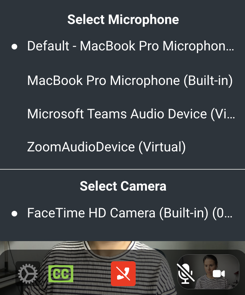 Select Microphone
Default - MacBook Pro Microphon...
MacBook Pro Microphone (Built-in)
Microsoft Teams Audio Device (Vi...
ZoomAudioDevice (Virtual)
Select Camera
FaceTime HD Camera (Built-in) (0...
CC